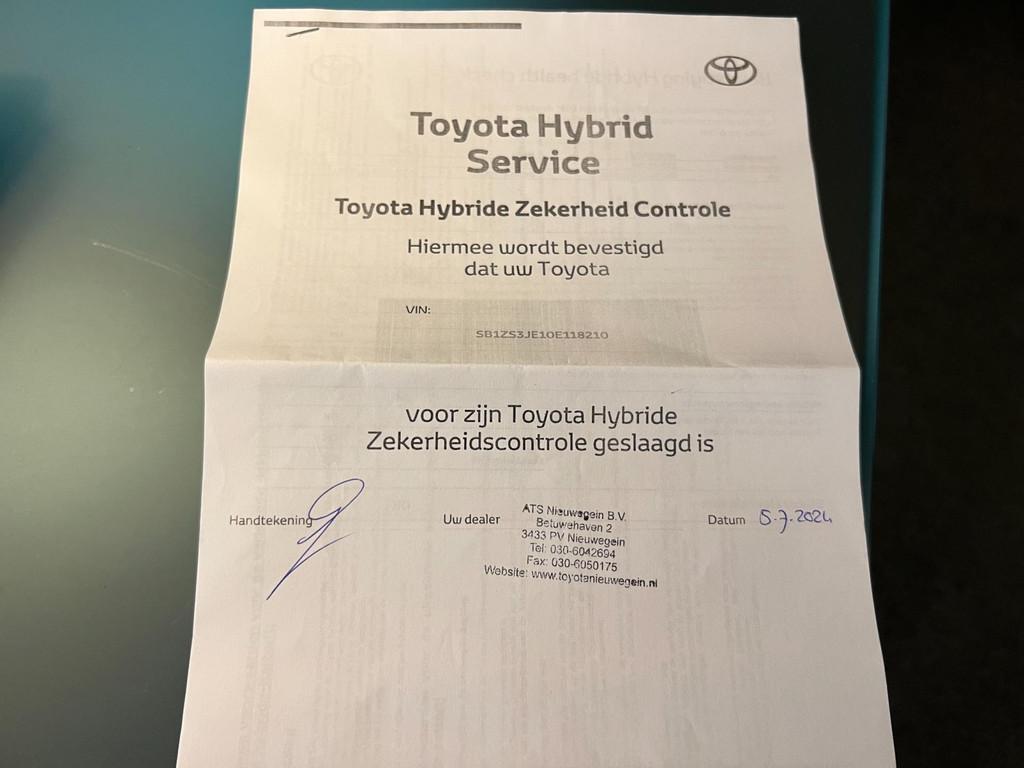 Toyota Hybrid
Service
Toyota Hybride Zekerheid Controle
Hiermee wordt bevestigd
dat uw Toyota
VIN:
SB1ZS3JE10E118210
voor zijn Toyota Hybride
Zekerheidscontrole geslaagd is
Handtekening
Uw dealer
ATS Nieuwegein B.V.
Betuwehaven 2
3433 PV Nieuwegein
Tel: 030-6042694
Fax: 030-6050175
Website: www.toyotanieuwegein.nl
Datum 5.7.2024